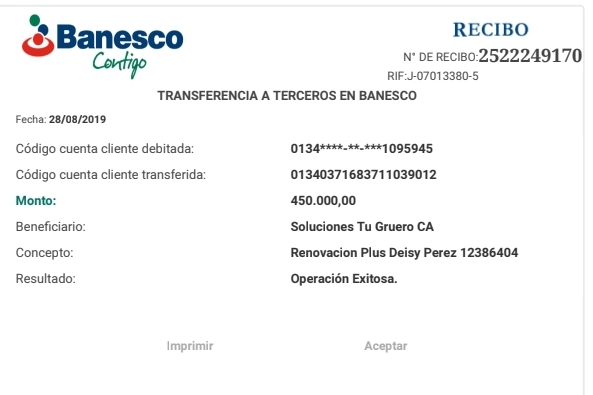 Banesco
Contigo
RECIBO
N° DE RECIBO:2522249170
RIF:J-07013380-5
TRANSFERENCIA A TERCEROS EN BANESCO
Fecha: 28/08/2019
Código cuenta cliente debitada: 0134****-**-***1095945
Código cuenta cliente transferida: 01340371683711039012
Monto: 450.000,00
Beneficiario: Soluciones Tu Gruero CA
Concepto: Renovacion Plus Deisy Perez 12386404
Resultado: Operación Exitosa.
Imprimir Aceptar